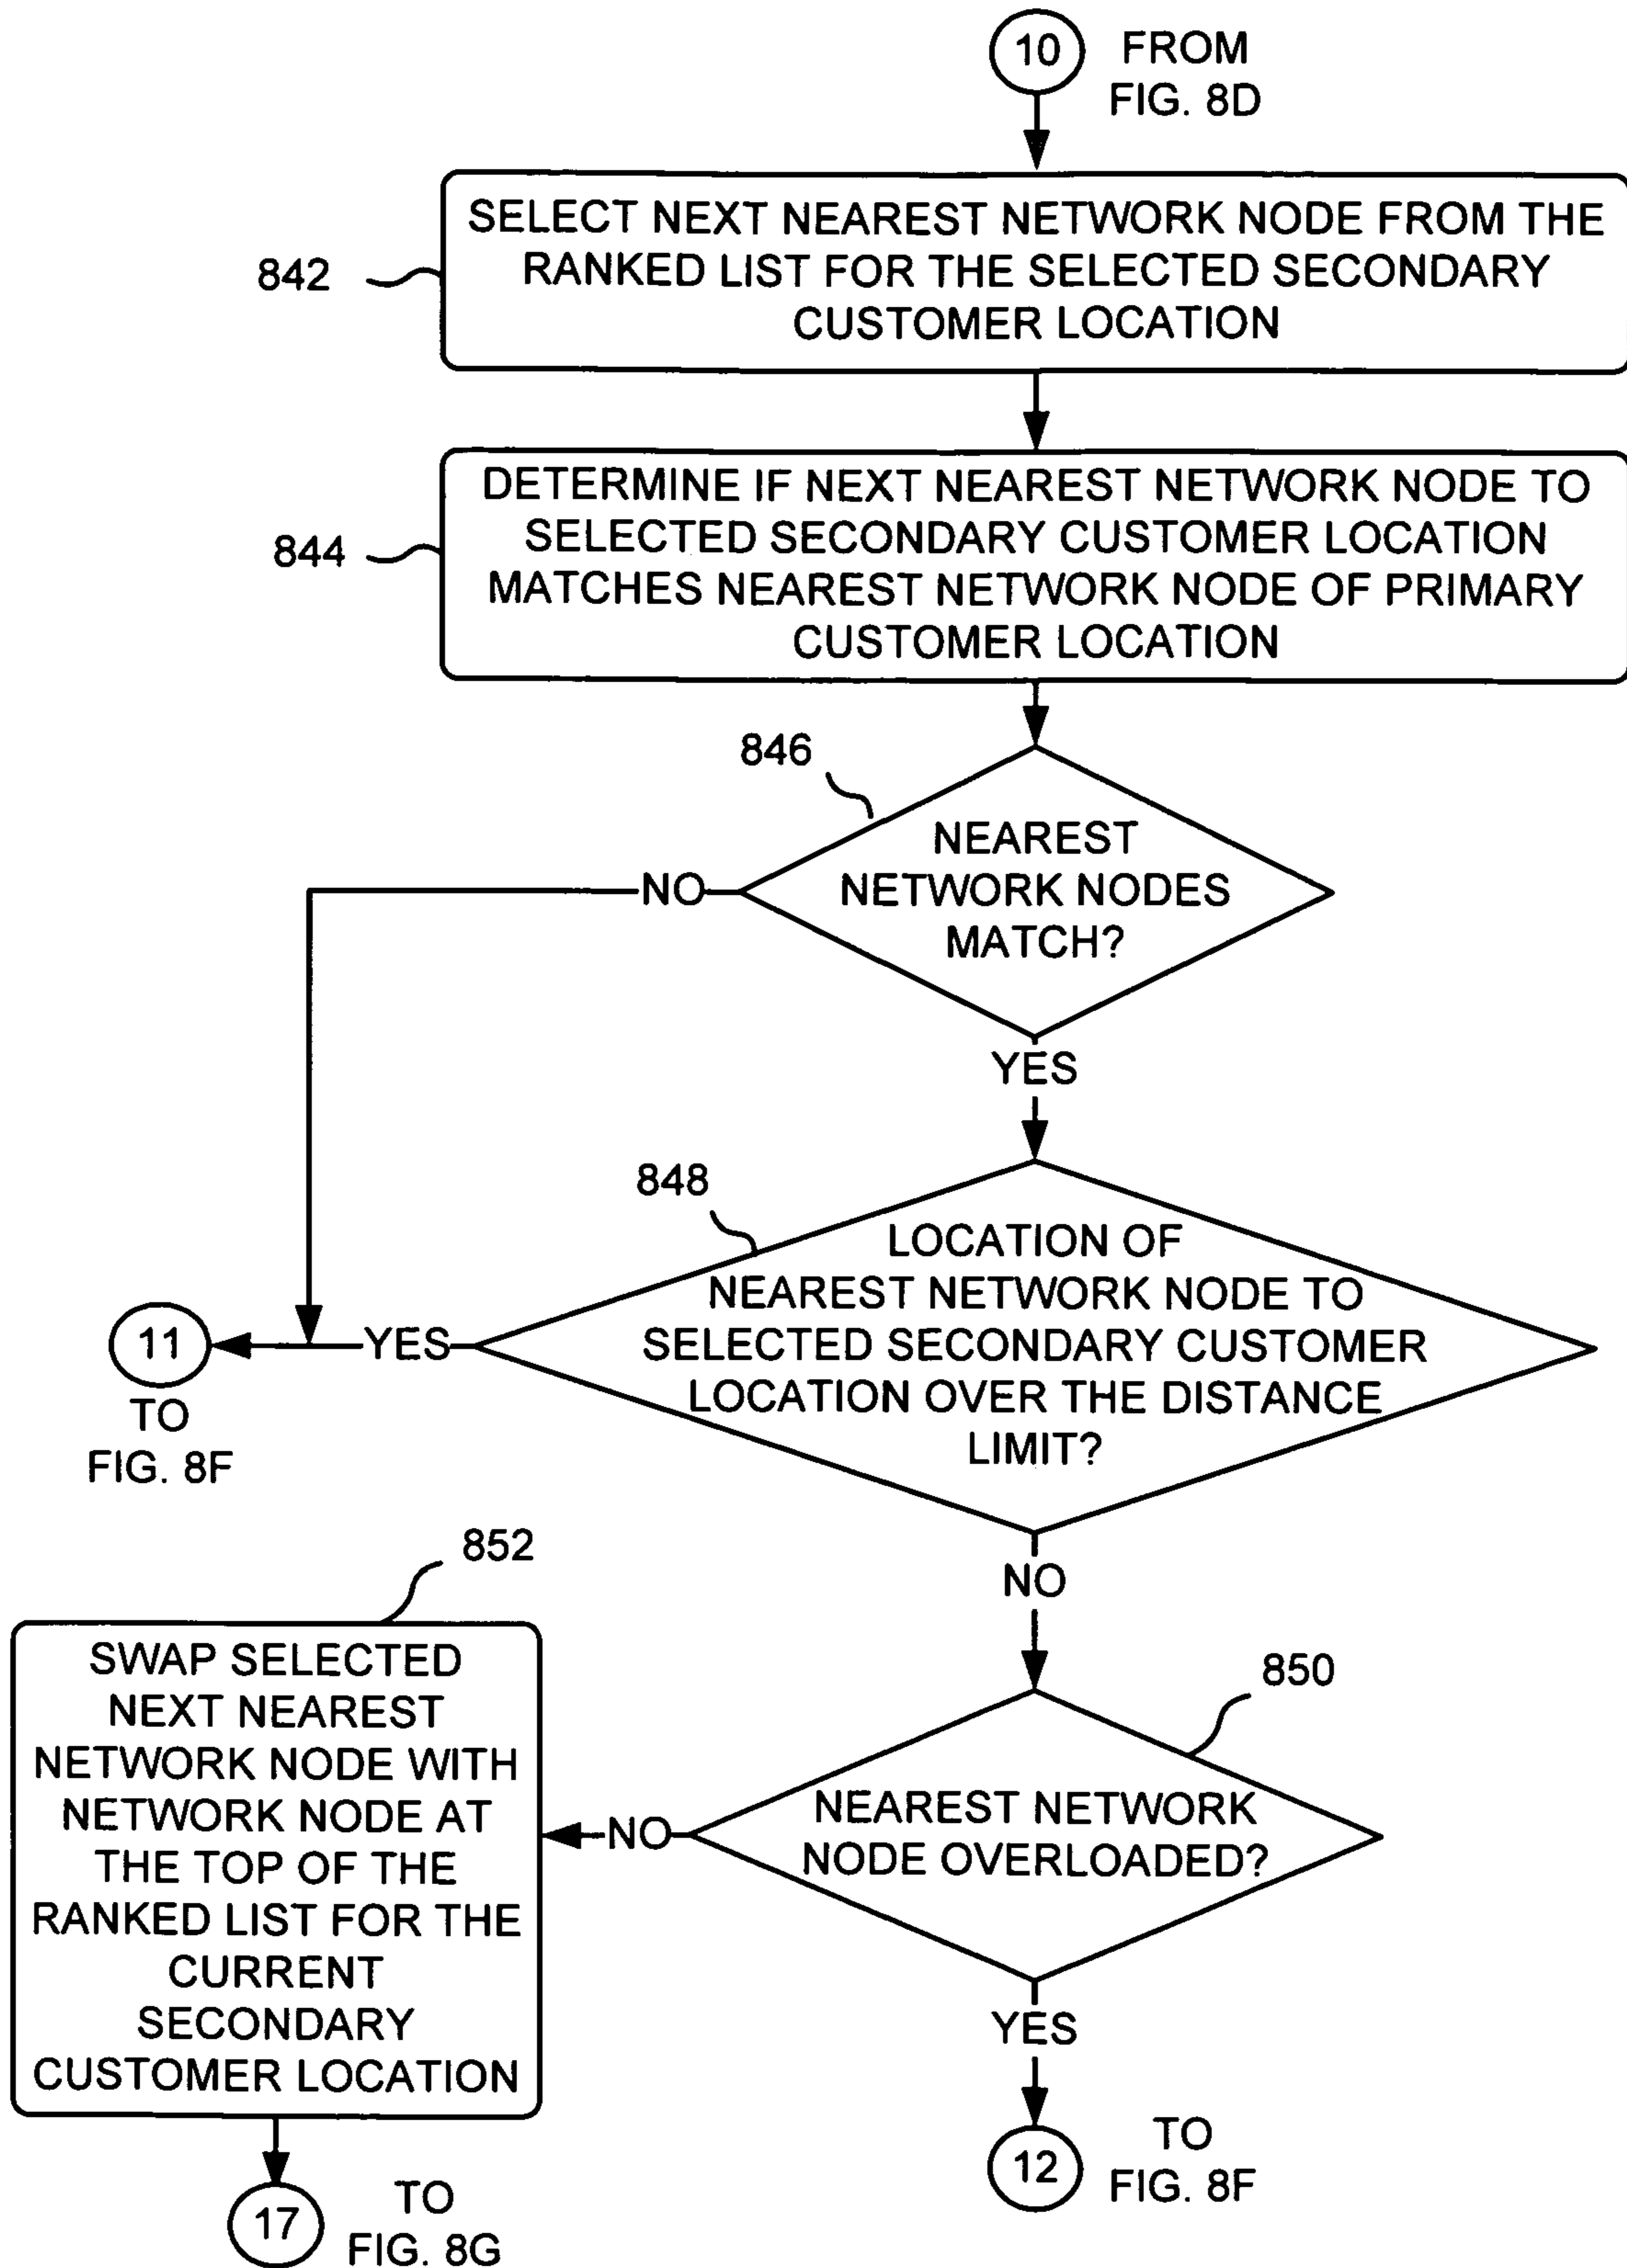 10
FROM
FIG. 8D
SELECT NEXT NEAREST NETWORK NODE FROM THE
RANKED LIST FOR THE SELECTED SECONDARY
CUSTOMER LOCATION
842
DETERMINE IF NEXT NEAREST NETWORK NODE TO
SELECTED SECONDARY CUSTOMER LOCATION
MATCHES NEAREST NETWORK NODE OF PRIMARY
CUSTOMER LOCATION
844
846
NEAREST
NETWORK NODES
MATCH?
NO
YES
848
LOCATION OF
NEAREST NETWORK NODE TO
SELECTED SECONDARY CUSTOMER
LOCATION OVER THE DISTANCE
LIMIT?
YES
11
TO
FIG. 8F
NO
852
850
NEAREST NETWORK
NODE OVERLOADED?
NO
SWAP SELECTED
NEXT NEAREST
NETWORK NODE WITH
NETWORK NODE AT
THE TOP OF THE
RANKED LIST FOR THE
CURRENT
SECONDARY
CUSTOMER LOCATION
YES
12
TO
FIG. 8F
17
TO
FIG. 8G